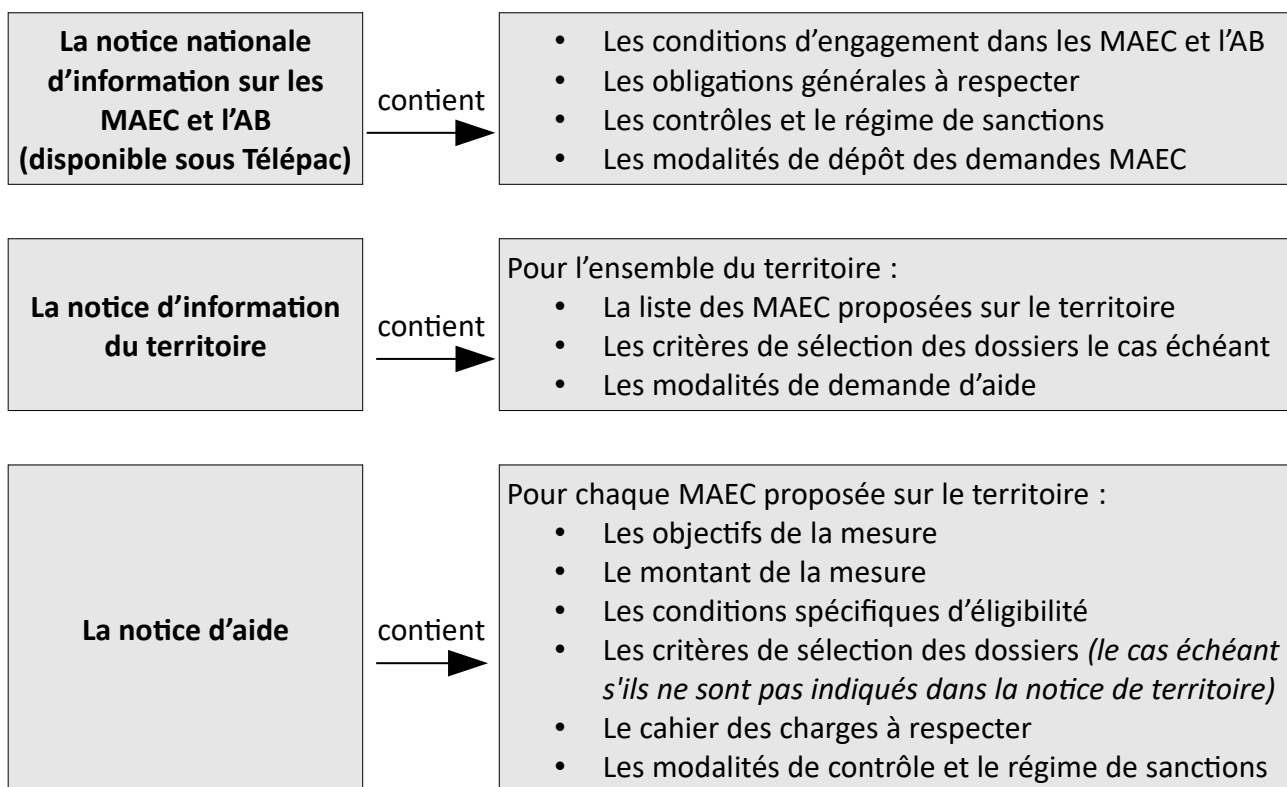 La notice nationale
d’information sur les
MAEC et l’AB
(disponible sous Télépac)
contient
• Les conditions d’engagement dans les MAEC et l’AB
• Les obligations générales à respecter
• Les contrôles et le régime de sanctions
• Les modalités de dépôt des demandes MAEC
La notice d’information
du territoire
contient
Pour l’ensemble du territoire :
• La liste des MAEC proposées sur le territoire
• Les critères de sélection des dossiers le cas échéant
• Les modalités de demande d’aide
La notice d’aide
contient
Pour chaque MAEC proposée sur le territoire :
• Les objectifs de la mesure
• Le montant de la mesure
• Les conditions spécifiques d’éligibilité
• Les critères de sélection des dossiers (le cas échéant
s'ils ne sont pas indiqués dans la notice de territoire)
• Le cahier des charges à respecter
• Les modalités de contrôle et le régime de sanctions